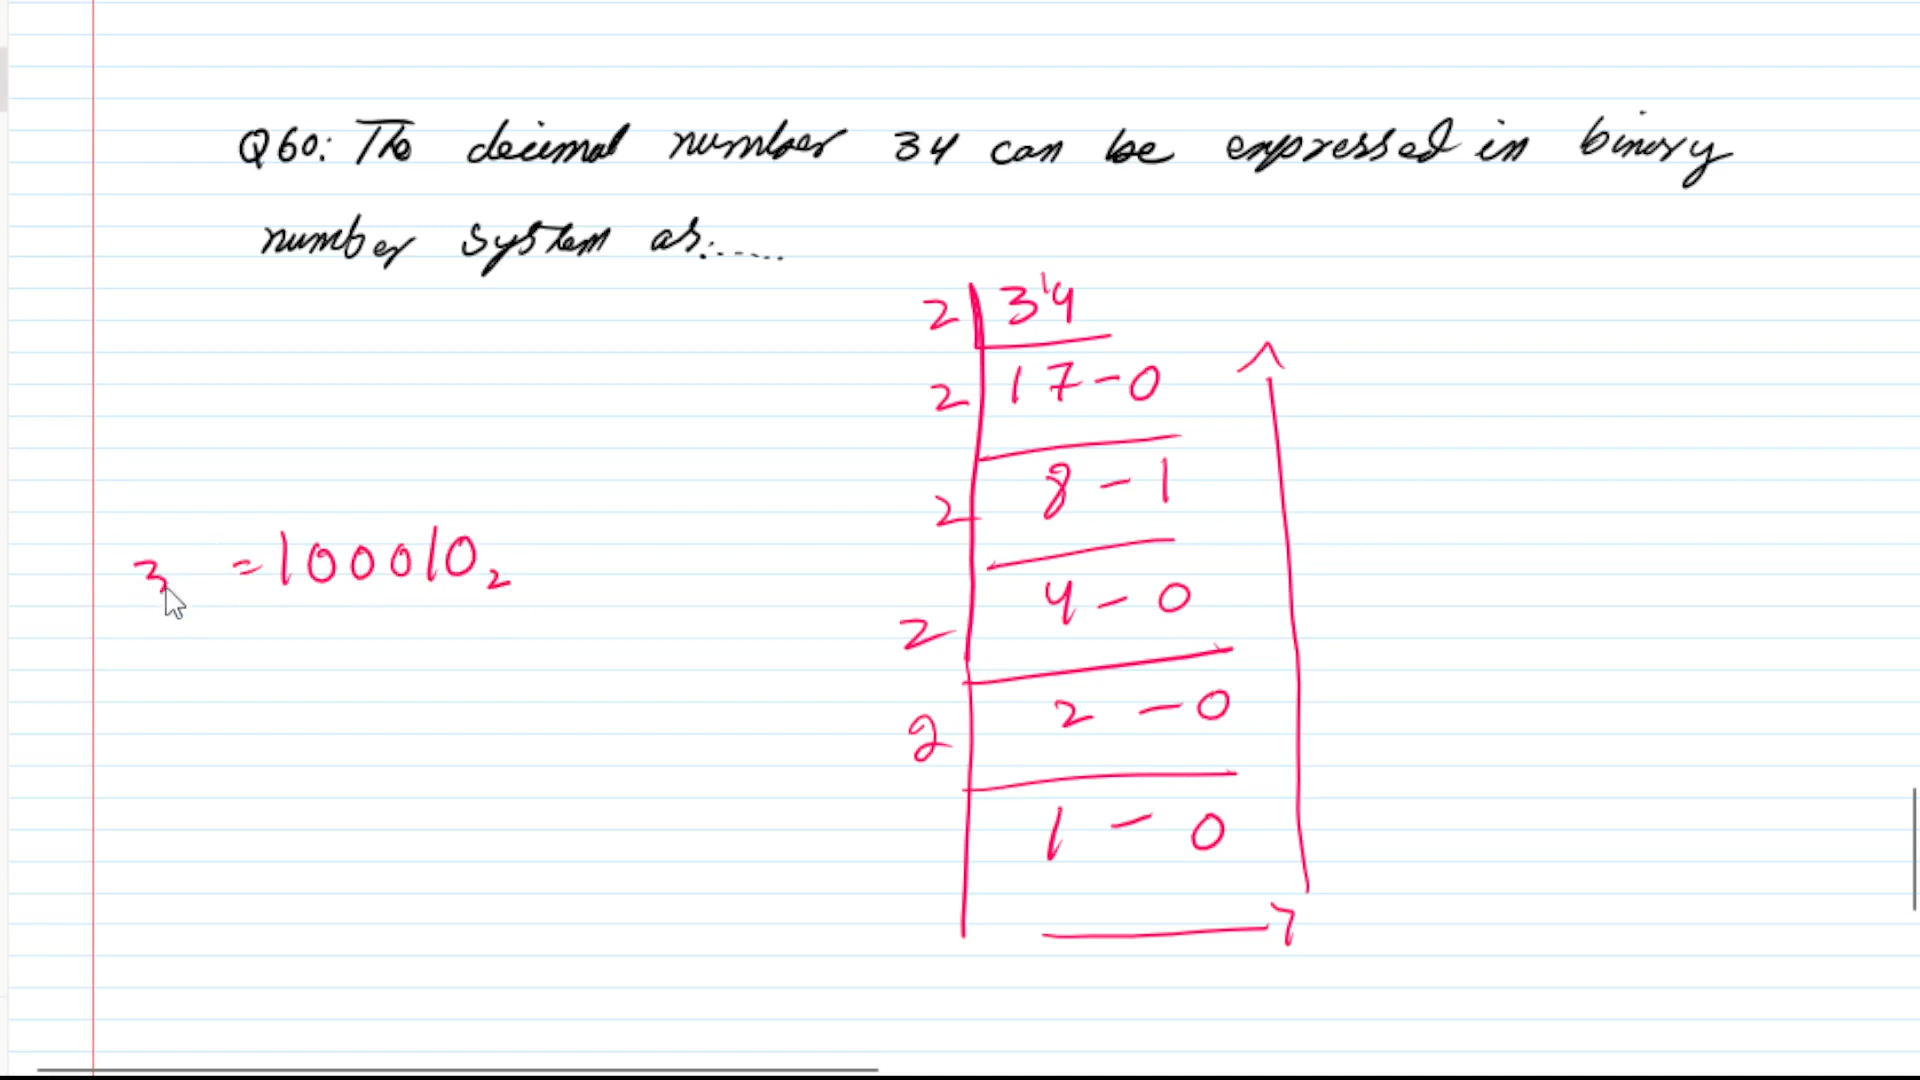 Q60: The decimal number 34 can be expressed in binary
number system as:.....
2 | 34
2 | 17 - 0
2 | 8 - 1
2 | 4 - 0
2 | 2 - 0
1 - 0
3 = 100010₂